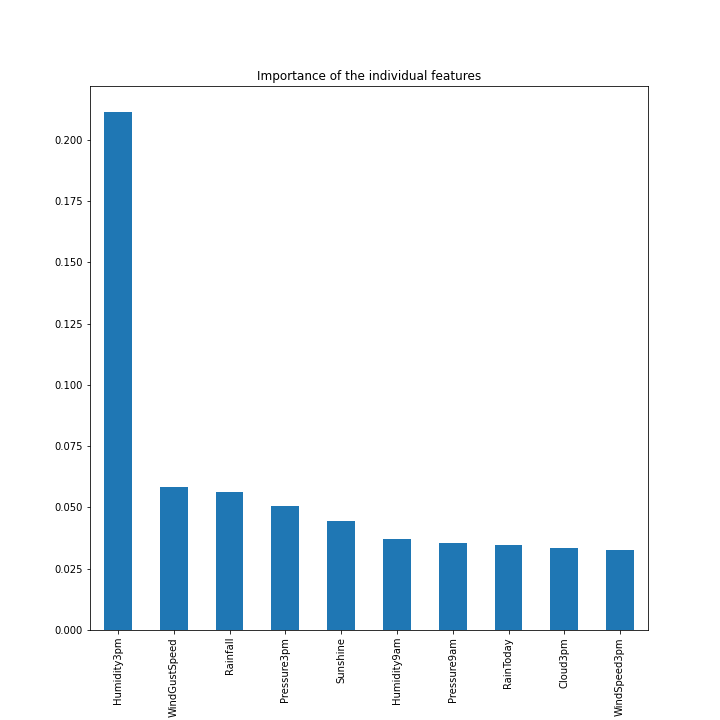 Importance of the individual features
0.200
0.175
0.150
0.125
0.100
0.075
0.050
0.025
0.000
Humidity3pm
WindGustSpeed
Rainfall
Pressure3pm
Sunshine
Humidity9am
Pressure9am
RainToday
Cloud3pm
WindSpeed3pm